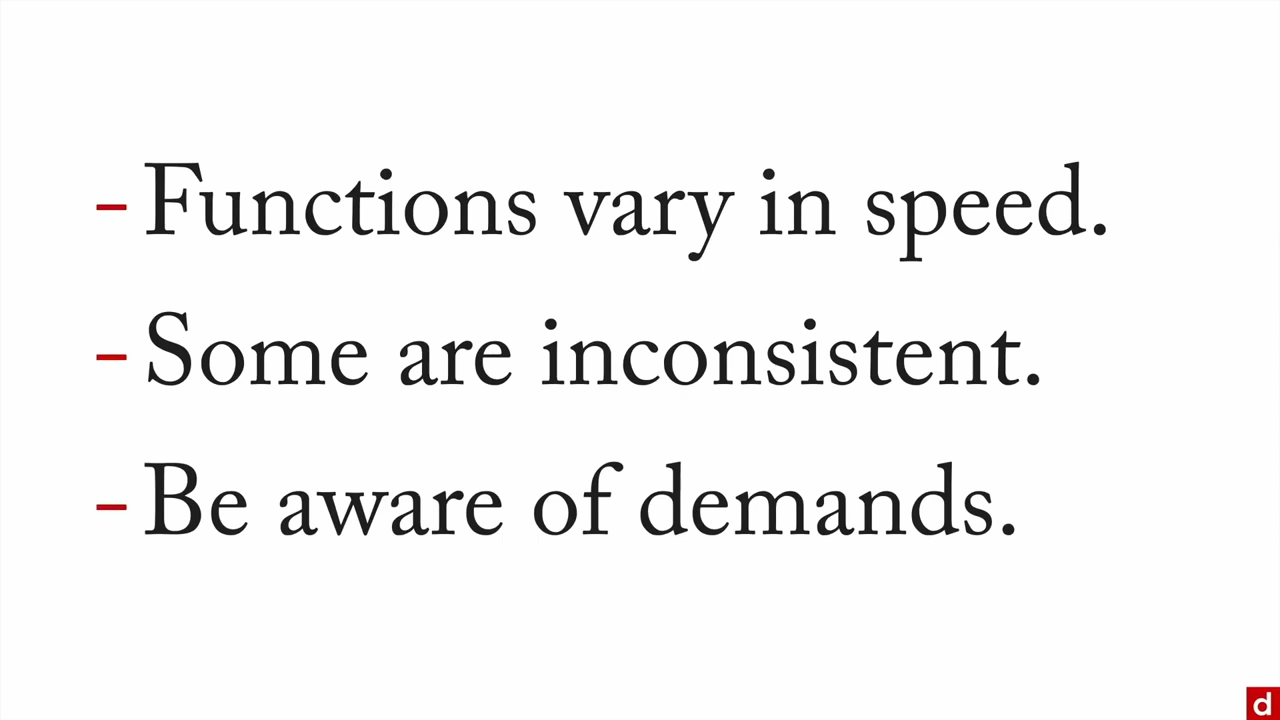 - Functions vary in speed.
- Some are inconsistent.
- Be aware of demands.
d